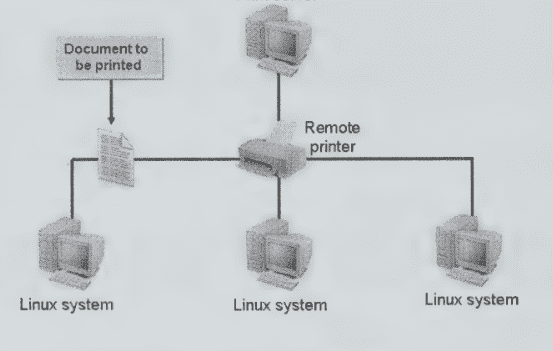 Document to
be printed
Remote
printer
Linux system
Linux system
Linux system